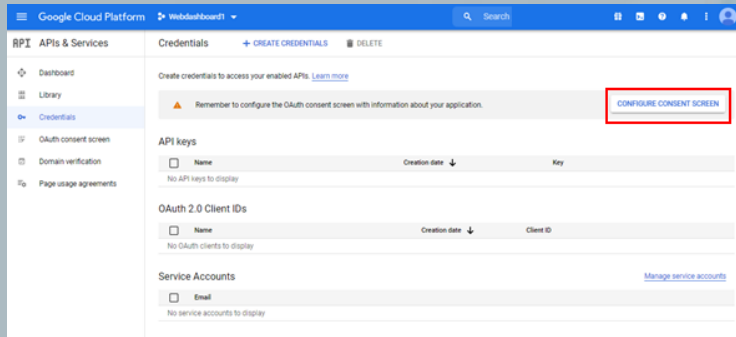 Google Cloud Platform
Webdashboard1
Search
API APIs & Services
Credentials
+ CREATE CREDENTIALS
DELETE
Dashboard
Library
Credentials
OAuth consent screen
Domain verification
Page usage agreements
Create credentials to access your enabled APIs. Learn more
Remember to configure the OAuth consent screen with information about your application.
CONFIGURE CONSENT SCREEN
API keys
Name Creation date Key
No API keys to display
OAuth 2.0 Client IDs
Name Creation date Client ID
No OAuth clients to display
Service Accounts
Manage service accounts
Email
No service accounts to display